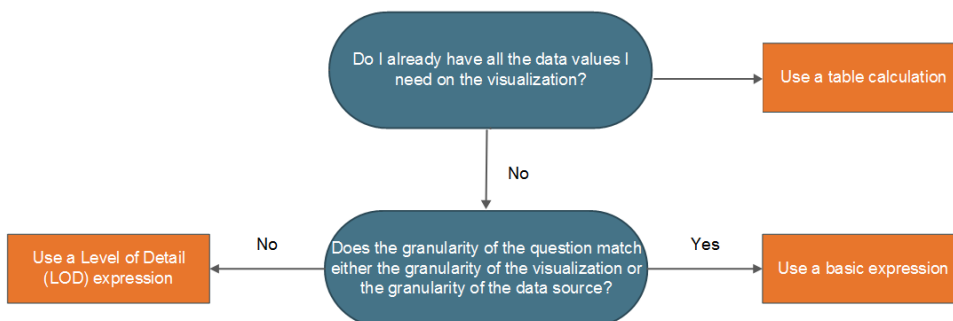 Do I already have all the data values I
need on the visualization?
Use a table calculation
No
No
Does the granularity of the question match
either the granularity of the visualization or
the granularity of the data source?
Yes
Use a Level of Detail
(LOD) expression
Use a basic expression